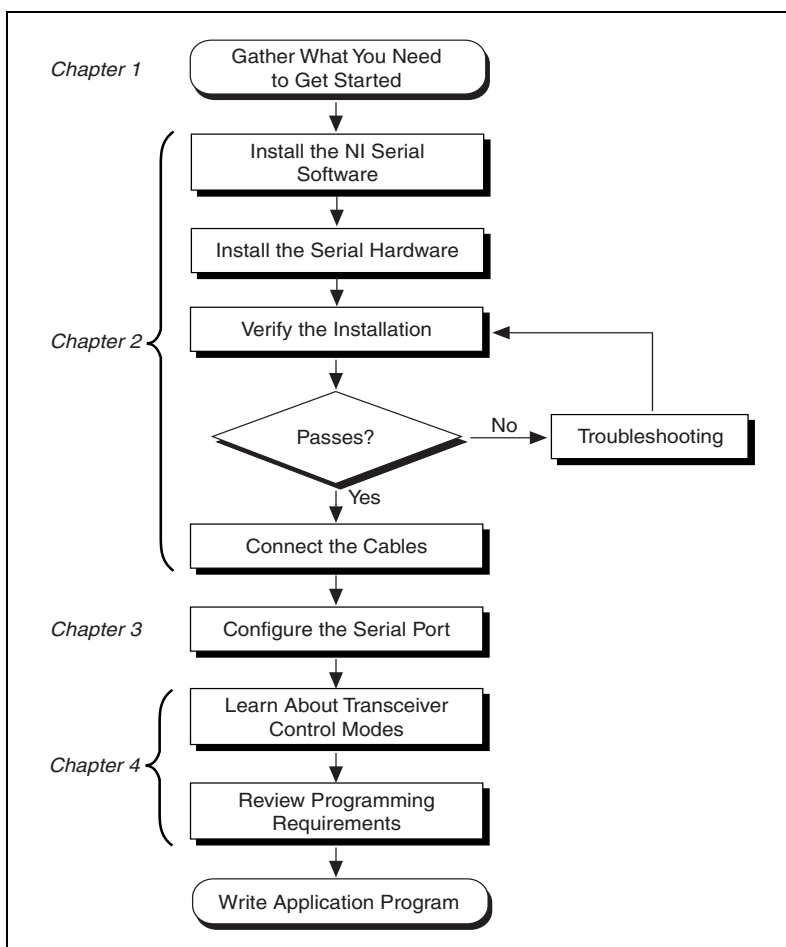 Chapter 1
Gather What You Need
to Get Started
Install the NI Serial
Software
Install the Serial Hardware
Verify the Installation
Chapter 2
Passes?
No
Troubleshooting
Yes
Connect the Cables
Chapter 3
Configure the Serial Port
Learn About Transceiver
Control Modes
Chapter 4
Review Programming
Requirements
Write Application Program